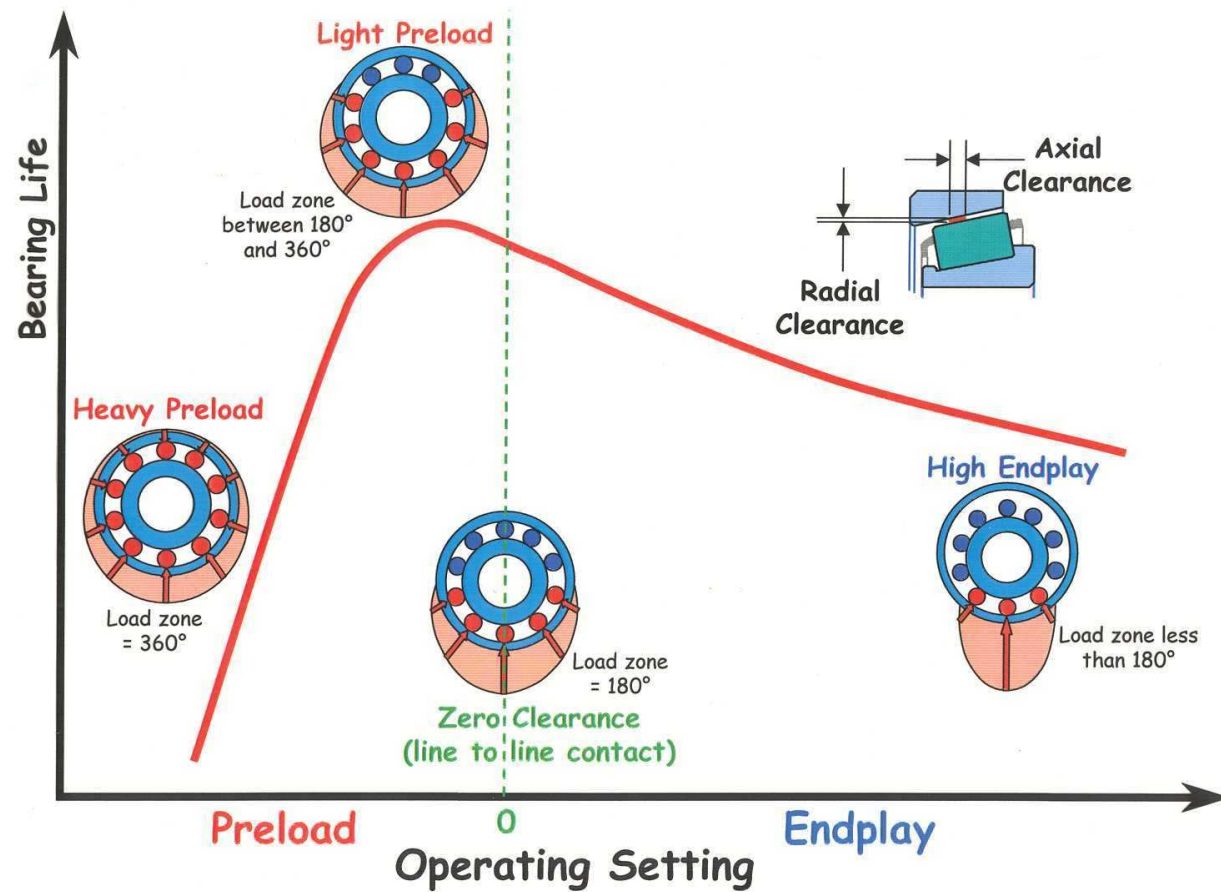 Light Preload
Load zone
between 180°
and 360°
Axial
Clearance
Radial
Clearance
Bearing Life
Heavy Preload
Load zone
= 360°
High Endplay
Load zone less
than 180°
Load zone
= 180°
Zero Clearance
(line to line contact)
Preload
0
Endplay
Operating Setting